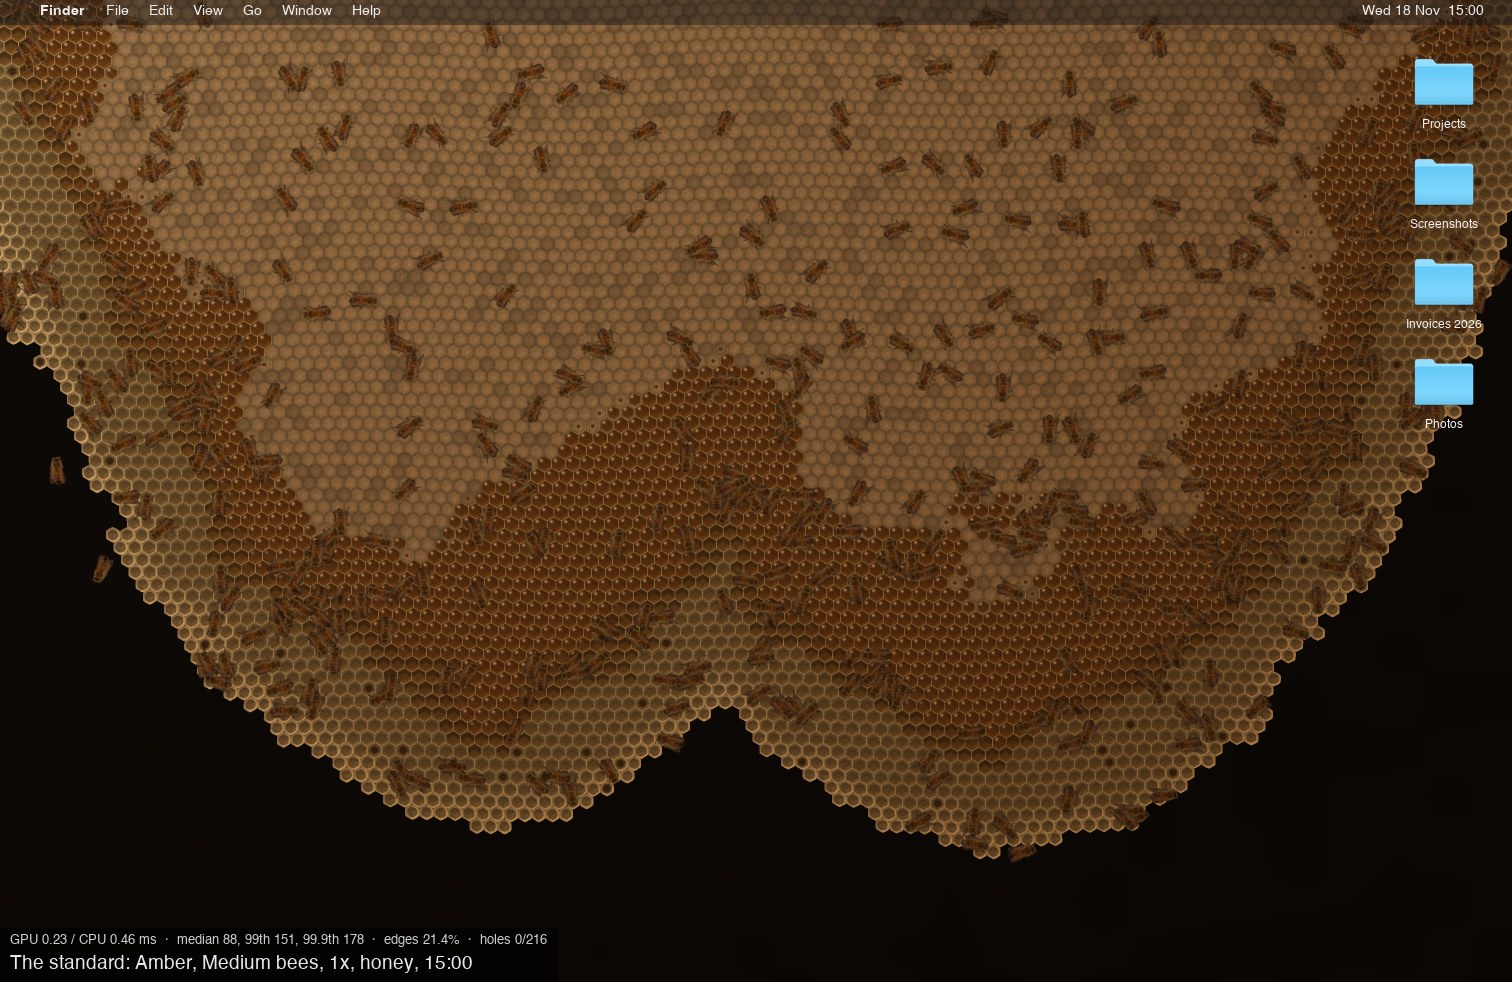 Finder File Edit View Go Window Help Wed 18 Nov 15:00
Projects
Screenshots
Invoices 2026
Photos
GPU 0.23 / CPU 0.46 ms · median 88, 99th 151, 99.9th 178 · edges 21.4% · holes 0/216
The standard: Amber, Medium bees, 1x, honey, 15:00